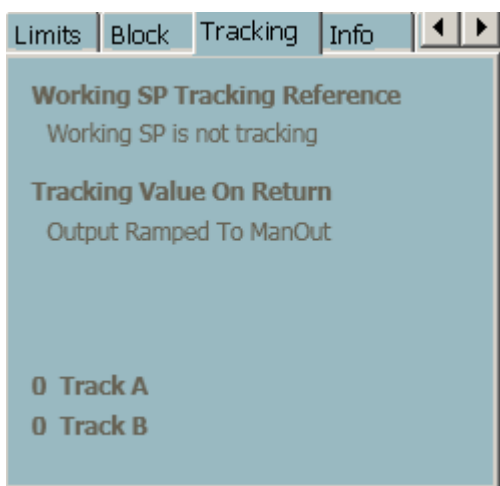 Limits Block Tracking Info
Working SP Tracking Reference
Working SP is not tracking
Tracking Value On Return
Output Ramped To ManOut
0 Track A
0 Track B